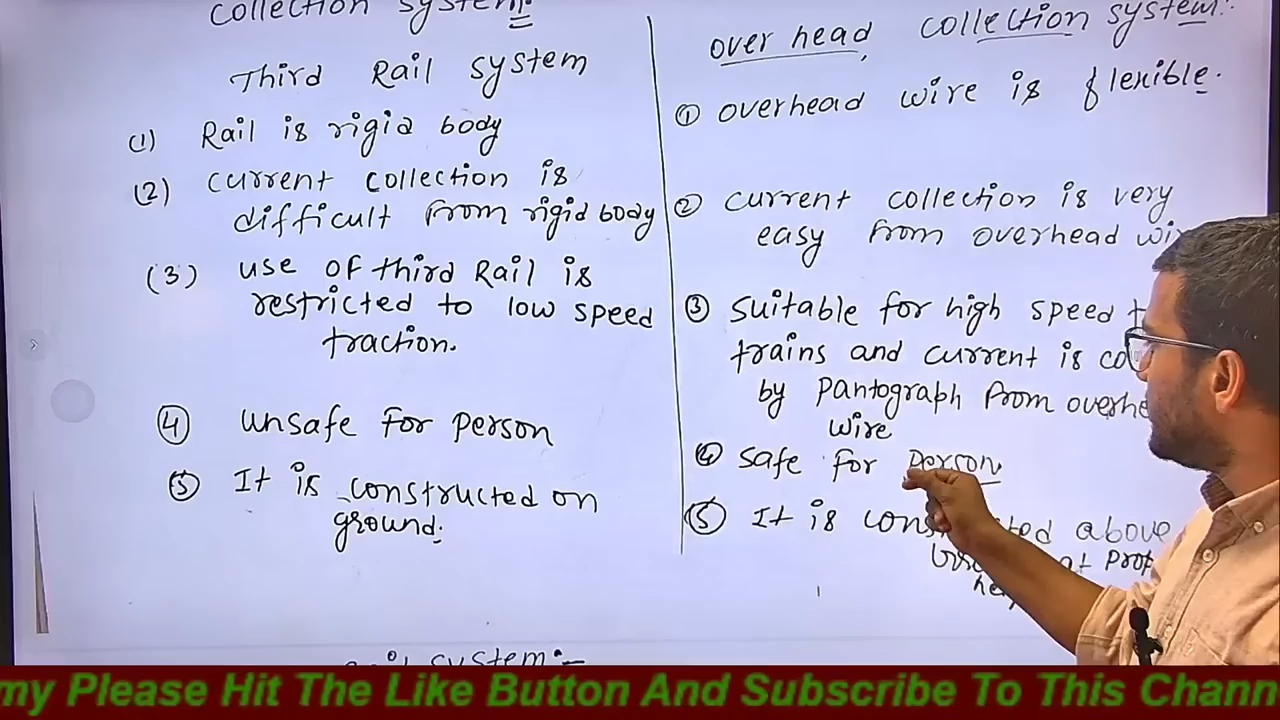 collection system:
Third Rail system
(1) Rail is rigid body
(2) current collection is
difficult from rigid body
(3) use of third Rail is
restricted to low speed
traction.
④ unsafe for person
⑤ It is constructed on
ground.
over head collection system:
① overhead wire is flexible.
② current collection is very
easy from overhead
③ suitable for high speed
trains and current is
by Pantograph from
wire
④ safe for person
⑤ It is above
at
system:-
my Please Hit The Like Button And Subscribe To This Chann